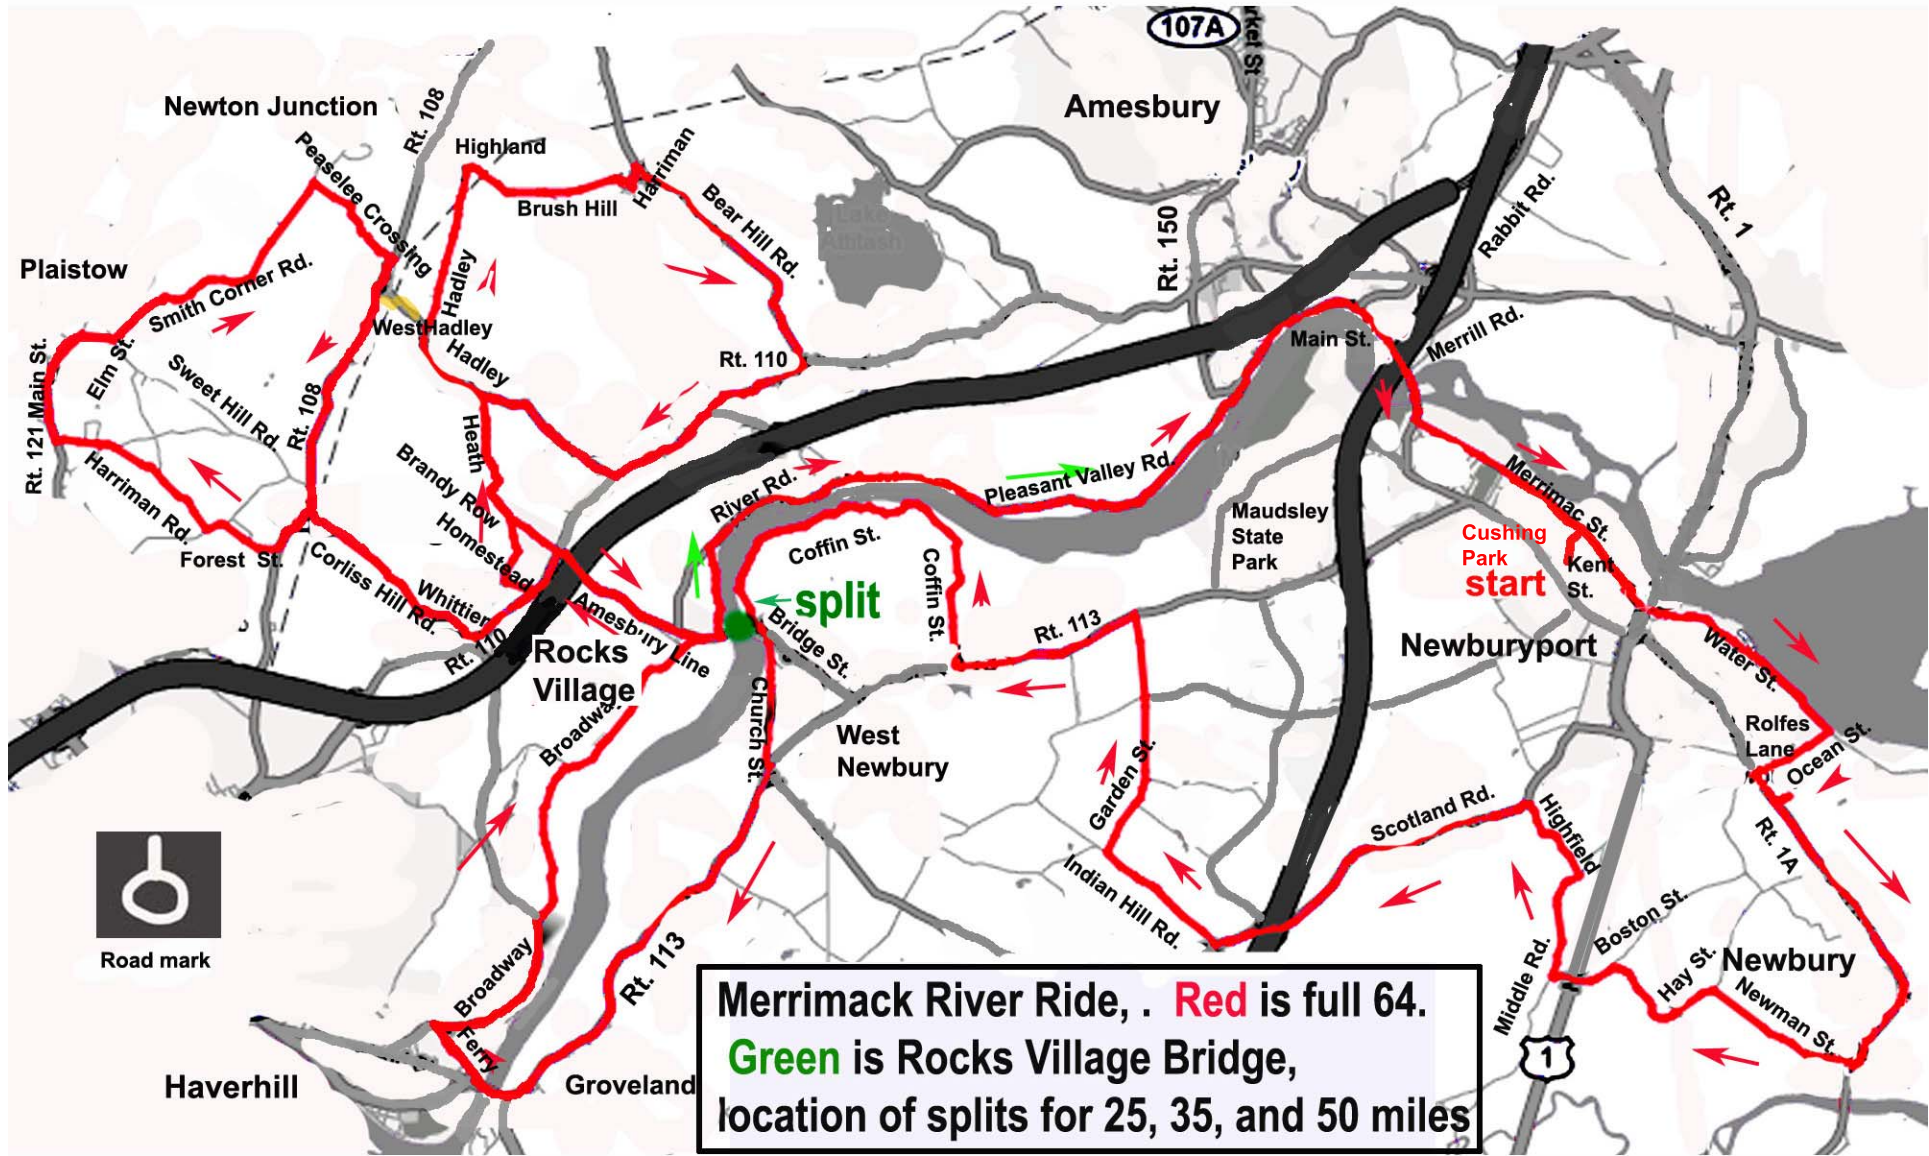 107A
rket St
Amesbury
Newton Junction
Rt. 108
Peaselee Crossing
Highland
Harriman
Brush Hill
Bear Hill Rd.
Lake
Attitash
Rt. 150
Rabbit Rd.
Rt. 1
Plaistow
Smith Corner Rd.
Hadley
WestHadley
Hadley
Rt. 110
Main St.
Merrill Rd.
Rt. 121 Main St.
Elm St.
Sweet Hill Rd.
Rt. 108
Heath
Brandy Row
Homestead
River Rd.
Pleasant Valley Rd.
Merrimac St.
Harriman Rd.
Forest St.
Corliss Hill Rd.
Whittier
Rt. 110
Amesbury Line
Coffin St.
Coffin St.
split
Bridge St.
Maudsley
State
Park
Cushing
Park
start
Kent
St.
Rocks
Village
Rt. 113
Newburyport
Water St.
Broadway
Church St.
West
Newbury
Garden St.
Rolfes
Lane
Ocean St.
Scotland Rd.
Highfield
Rt. 1A
Indian Hill Rd.
Road mark
Broadway
Rt. 113
Boston St.
Middle Rd.
Hay St.
Newbury
Newman St.
Ferry
Haverhill
Groveland
1
Merrimack River Ride, . Red is full 64.
Green is Rocks Village Bridge,
location of splits for 25, 35, and 50 miles